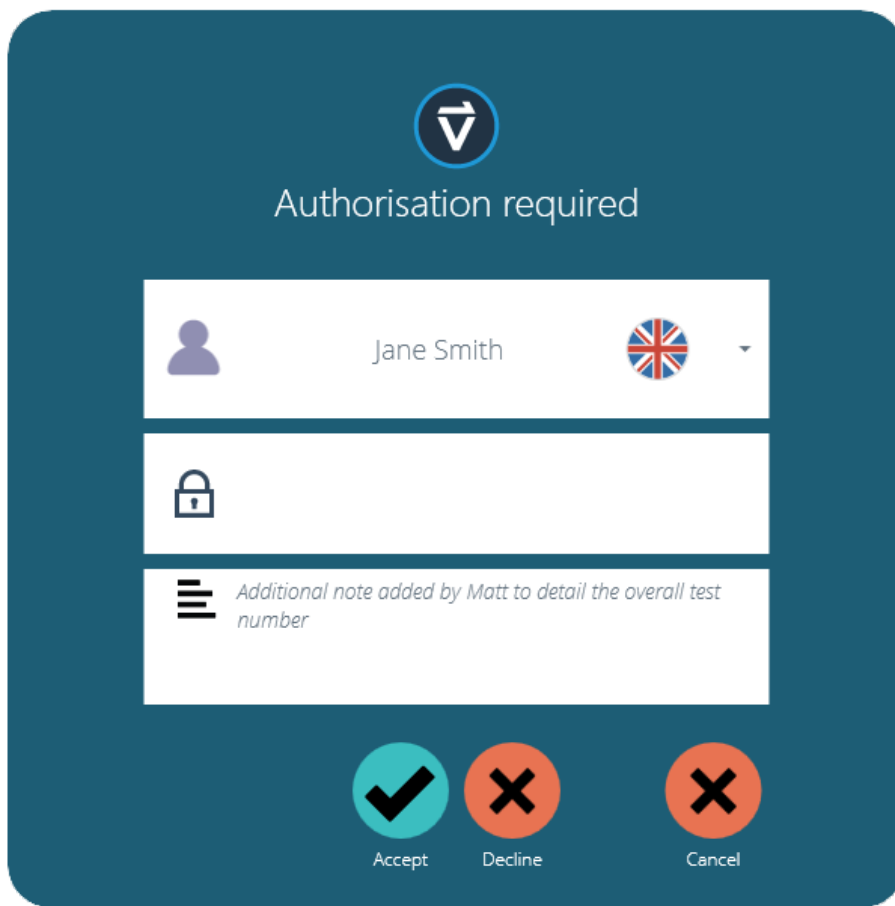 Authorisation required
Jane Smith
Additional note added by Matt to detail the overall test
number
Accept
Decline
Cancel